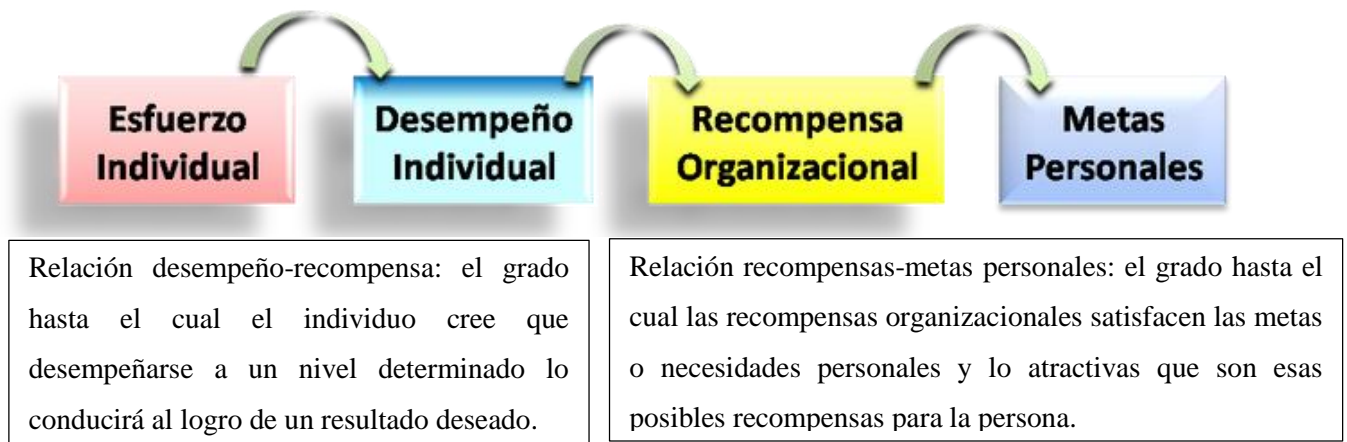 Esfuerzo
Individual
Desempeño
Individual
Recompensa
Organizacional
Metas
Personales
Relación desempeño-recompensa: el grado
hasta el cual el individuo cree que
desempeñarse a un nivel determinado lo
conducirá al logro de un resultado deseado.
Relación recompensas-metas personales: el grado hasta el
cual las recompensas organizacionales satisfacen las metas
o necesidades personales y lo atractivas que son esas
posibles recompensas para la persona.